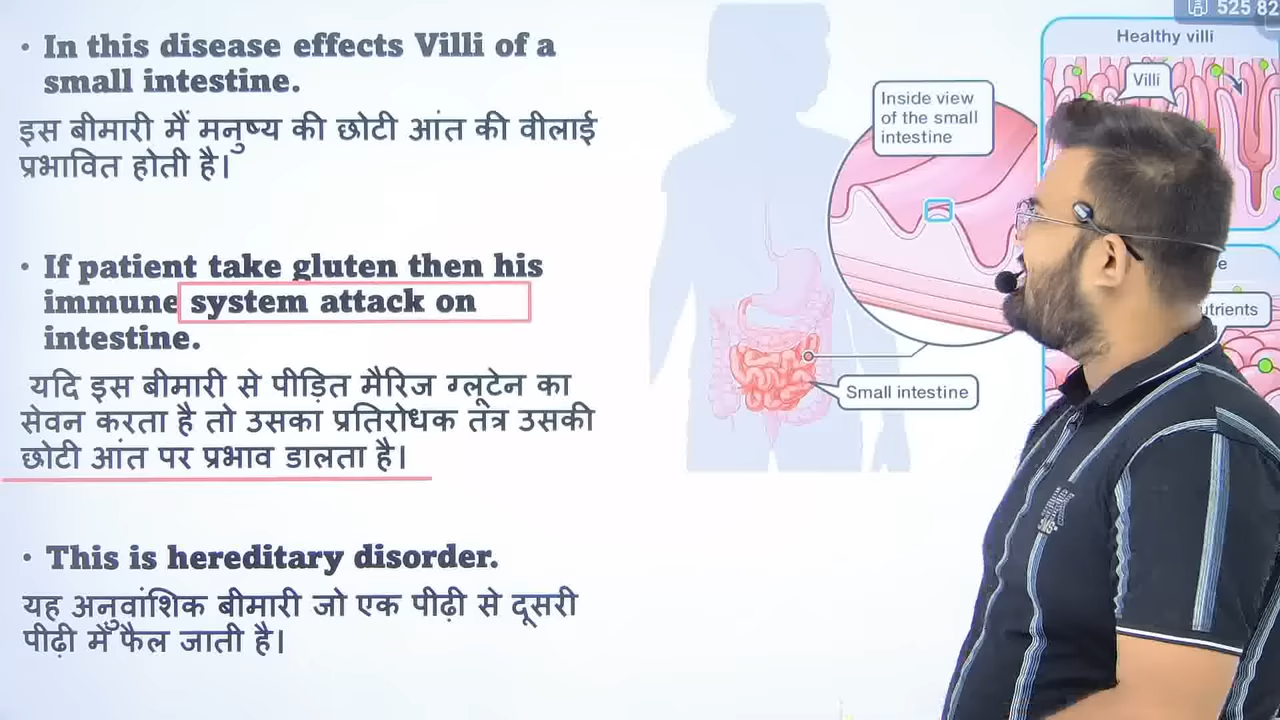 • In this disease effects Villi of a
small intestine.
इस बीमारी मैं मनुष्य की छोटी आंत की वीलाई
प्रभावित होती है।
• If patient take gluten then his
immune system attack on
intestine.
यदि इस बीमारी से पीड़ित मैरिज ग्लूटेन का
सेवन करता है तो उसका प्रतिरोधक तंत्र उसकी
छोटी आंत पर प्रभाव डालता है।
• This is hereditary disorder.
यह अनुवांशिक बीमारी जो एक पीढ़ी से दूसरी
पीढ़ी में फैल जाती है।
Inside view
of the small
intestine
Small intestine
525 82
Healthy villi
Villi